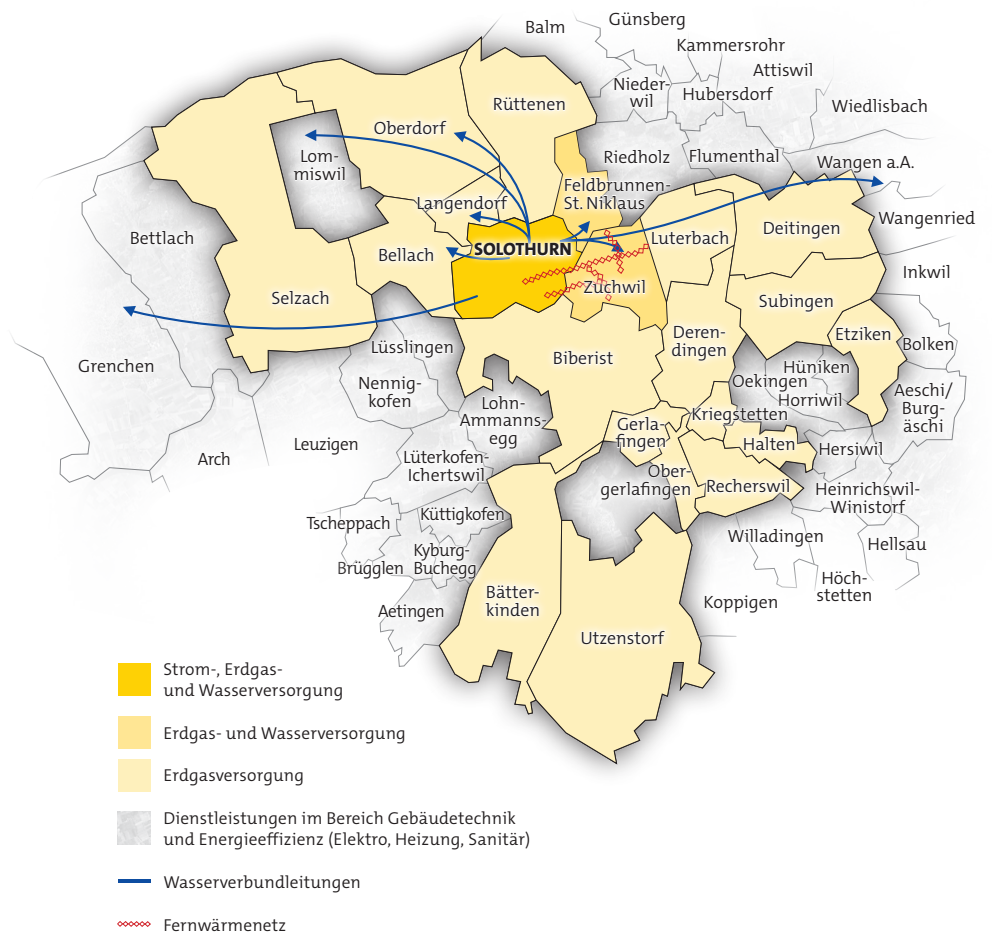 Balm
Günsberg
Kammersrohr
Attiswil
Nieder-
wil
Hubersdorf
Wiedlisbach
Rüttenen
Oberdorf
Lom-
miswil
Riedholz
Flumenthal
Wangen a.A.
Feldbrunnen-
St. Niklaus
Langendorf
Wangenried
Bettlach
Bellach
SOLOTHURN
Luterbach
Deitingen
Inkwil
Selzach
Zuchwil
Subingen
Etziken
Bolken
Grenchen
Lüsslingen
Biberist
Deren-
dingen
Hüniken
Oekingen
Horriwil
Aeschi/
Burg-
äschi
Nennig-
kofen
Lohn-
Ammanns-
egg
Kriegstetten
Gerla-
fingen
Halten
Hersiwil
Arch
Leuzigen
Lüterkofen-
Ichertswil
Ober-
gerlafingen
Recherswil
Heinrichswil-
Winistorf
Tscheppach
Küttigkofen
Willadingen
Hellsau
Kyburg-
Buchegg
Brügglen
Höch-
stetten
Aetingen
Bätter-
kinden
Koppigen
Utzenstorf
Strom-, Erdgas-
und Wasserversorgung
Erdgas- und Wasserversorgung
Erdgasversorgung
Dienstleistungen im Bereich Gebäudetechnik
und Energieeffizienz (Elektro, Heizung, Sanitär)
Wasserverbundleitungen
Fernwärmenetz